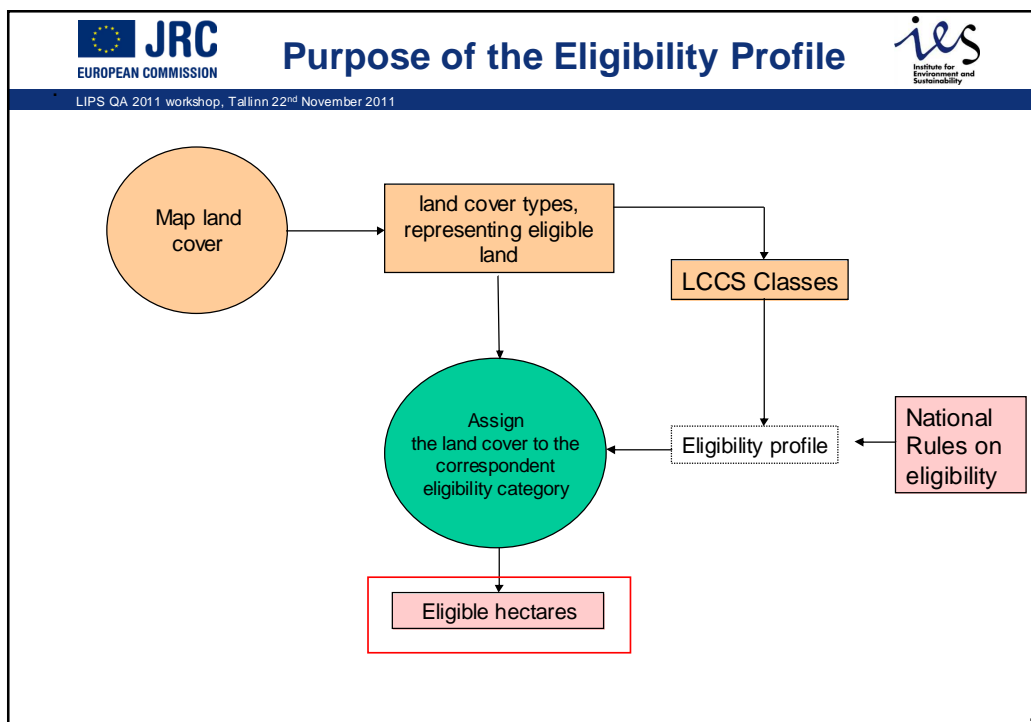 JRC
EUROPEAN COMMISSION
Purpose of the Eligibility Profile
ies
Institute for
Environment and
Sustainability
LIPS QA 2011 workshop, Tallinn 22nd November 2011
Map land
cover
land cover types,
representing eligible
land
LCCS Classes
Assign
the land cover to the
correspondent
eligibility category
Eligibility profile
National
Rules on
eligibility
Eligible hectares